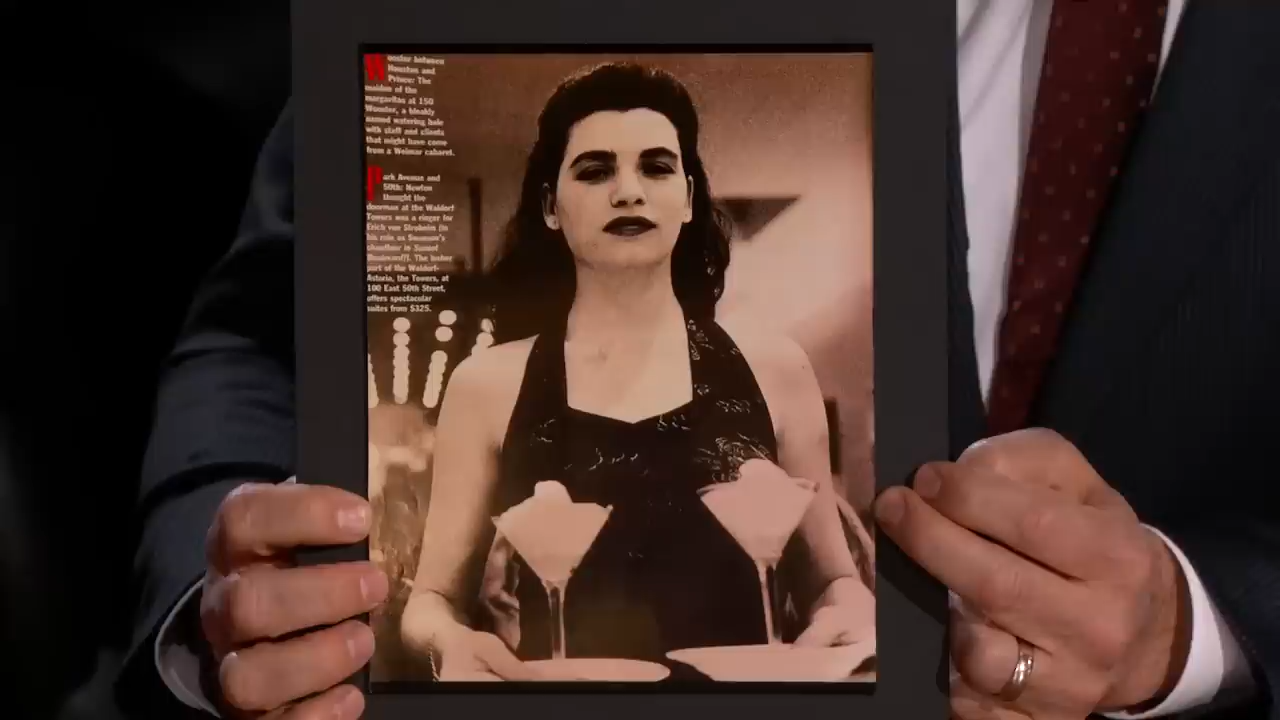 Wooster between
Houston and
Prince: The
maiden of the
margaritas at 150
Wooster, a bleakly
named watering hole
with staff and clients
that might have come
from a Weimar cabaret.
Park Avenue and
50th: Newton
thought the
doorman at the Waldorf
Towers was a ringer for
Erich von Stroheim (in
his role as Swanson's
chauffeur in Sunset
Boulevard). The
part of the Waldorf-
Astoria, the Towers, at
100 East 50th Street,
offers spectacular
suites from $325.